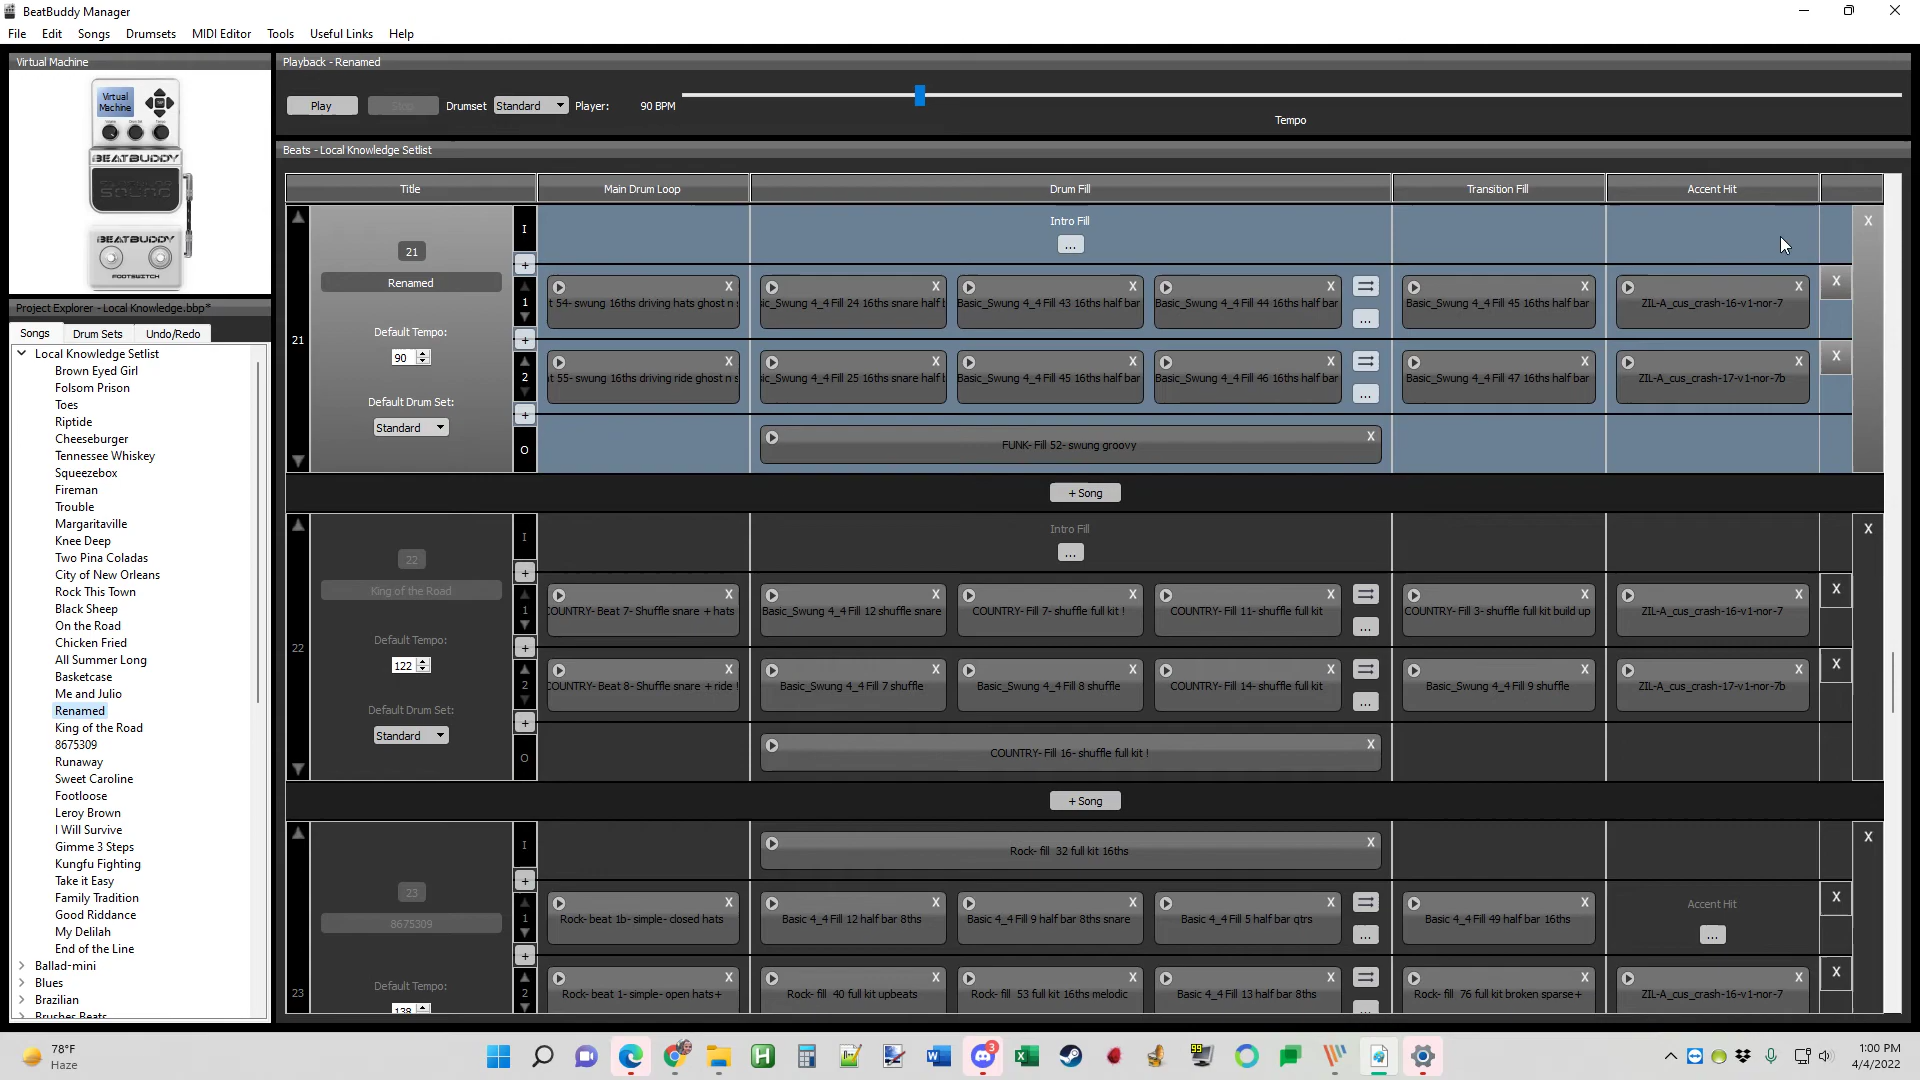 BeatBuddy Manager
File Edit Songs Drumsets MIDI Editor Tools Useful Links Help
Virtual Machine
Virtual
Machine
BEATBUDDY
BEATBUDDY
FOOTSWITCH
Playback - Renamed
Play Stop Drumset Standard Player: 90 BPM
Tempo
Project Explorer - Local Knowledge.bbp*
Songs Drum Sets Undo/Redo
Local Knowledge Setlist
Brown Eyed Girl
Folsom Prison
Toes
Riptide
Cheeseburger
Tennessee Whiskey
Squeezebox
Fireman
Trouble
Margaritaville
Knee Deep
Two Pina Coladas
City of New Orleans
Rock This Town
Black Sheep
On the Road
Chicken Fried
All Summer Long
Basketcase
Me and Julio
Renamed
King of the Road
8675309
Runaway
Sweet Caroline
Footloose
Leroy Brown
I Will Survive
Gimme 3 Steps
Kungfu Fighting
Take it Easy
Family Tradition
Good Riddance
My Delilah
End of the Line
Ballad-mini
Blues
Brazilian
Brushes Beats
Beats - Local Knowledge Setlist
Title Main Drum Loop Drum Fill Transition Fill Accent Hit
21
21
Renamed
Default Tempo:
90
Default Drum Set:
Standard
I Intro Fill ... X
+
1 t 54- swung 16ths driving hats ghost n s X ic_Swung 4_4 Fill 24 16ths snare half b X Basic_Swung 4_4 Fill 43 16ths half bar X Basic_Swung 4_4 Fill 44 16ths half bar X ... Basic_Swung 4_4 Fill 45 16ths half bar X ZIL-A_cus_crash-16-v1-nor-7 X X
+
2 t 55- swung 16ths driving ride ghost n s X ic_Swung 4_4 Fill 25 16ths snare half b X Basic_Swung 4_4 Fill 45 16ths half bar X Basic_Swung 4_4 Fill 46 16ths half bar X ... Basic_Swung 4_4 Fill 47 16ths half bar X ZIL-A_cus_crash-17-v1-nor-7b X X
+
O FUNK- Fill 52- swung groovy X
+ Song
22
22
King of the Road
Default Tempo:
122
Default Drum Set:
Standard
I Intro Fill ... X
+
1 COUNTRY- Beat 7- Shuffle snare + hats X Basic_Swung 4_4 Fill 12 shuffle snare X COUNTRY- Fill 7- shuffle full kit ! X COUNTRY- Fill 11- shuffle full kit X ... COUNTRY- Fill 3- shuffle full kit build up X ZIL-A_cus_crash-16-v1-nor-7 X X
+
2 COUNTRY- Beat 8- Shuffle snare + ride ! X Basic_Swung 4_4 Fill 7 shuffle X Basic_Swung 4_4 Fill 8 shuffle X COUNTRY- Fill 14- shuffle full kit X ... Basic_Swung 4_4 Fill 9 shuffle X ZIL-A_cus_crash-17-v1-nor-7b X X
+
O COUNTRY- Fill 16- shuffle full kit ! X
+ Song
23
23
8675309
Default Tempo:
138
I Rock- fill 32 full kit 16ths X X
+
1 Rock- beat 1b- simple- closed hats X Basic 4_4 Fill 12 half bar 8ths X Basic 4_4 Fill 9 half bar 8ths snare X Basic 4_4 Fill 5 half bar qtrs X ... Basic 4_4 Fill 49 half bar 16ths X Accent Hit ... X
+
2 Rock- beat 1- simple- open hats+ X Rock- fill 40 full kit upbeats X Rock- fill 53 full kit 16ths melodic X Basic 4_4 Fill 13 half bar 8ths X Rock- fill 76 full kit broken sparse+ X ZIL-A_cus_crash-16-v1-nor-7 X X
78°F
Haze
3
99
1:00 PM
4/4/2022